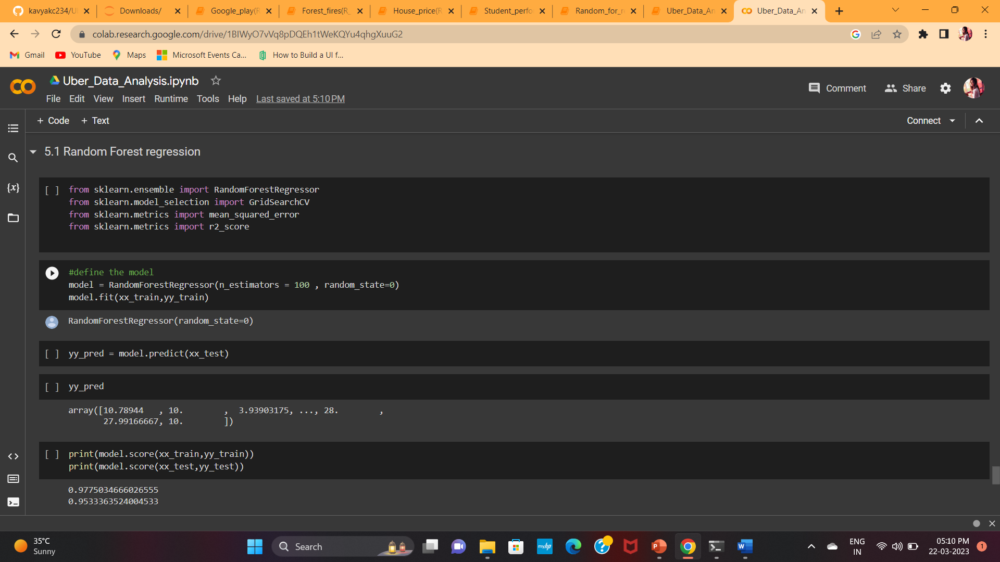 kavyakc234/U
Downloads/
Google_play(R
Forest_fires(R_
House_price(R
Student_perfo
Random_for_r
Uber_Data_An
Uber_Data_An
colab.research.google.com/drive/1BIWyO7vVq8pDQEh1tWeKQYu4qhgXuuG2
Gmail
YouTube
Maps
Microsoft Events Ca...
How to Build a UI f...
Uber_Data_Analysis.ipynb
File Edit View Insert Runtime Tools Help Last saved at 5:10 PM
Comment
Share
+ Code + Text
Connect
5.1 Random Forest regression
[ ] from sklearn.ensemble import RandomForestRegressor
from sklearn.model_selection import GridSearchCV
from sklearn.metrics import mean_squared_error
from sklearn.metrics import r2_score
#define the model
model = RandomForestRegressor(n_estimators = 100 , random_state=0)
model.fit(xx_train,yy_train)
RandomForestRegressor(random_state=0)
[ ] yy_pred = model.predict(xx_test)
[ ] yy_pred
array([10.78944   , 10.        ,  3.93903175, ..., 28.        ,
27.99166667, 10.        ])
[ ] print(model.score(xx_train,yy_train))
print(model.score(xx_test,yy_test))
0.9775034666026555
0.9533363524004533
35°C
Sunny
Search
myhp
ENG
IN
05:10 PM
22-03-2023
1